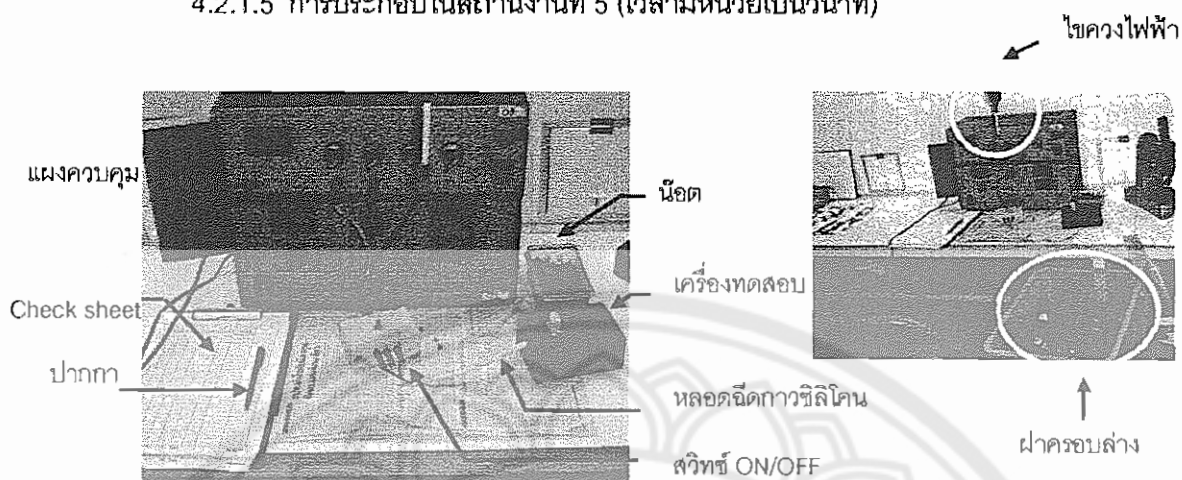 4.2.1.5 การประกอบในสถานีงานที่ 5 (เวลามีหน่วยเป็นวินาที)
ไขควงไฟฟ้า
แผงควบคุม
น๊อต
เครื่องทดสอบ
Check sheet
ปากกา
หลอดฉีดกาวซิลิโคน
ฝาครอบล่าง
สวิทช์ ON/OFF